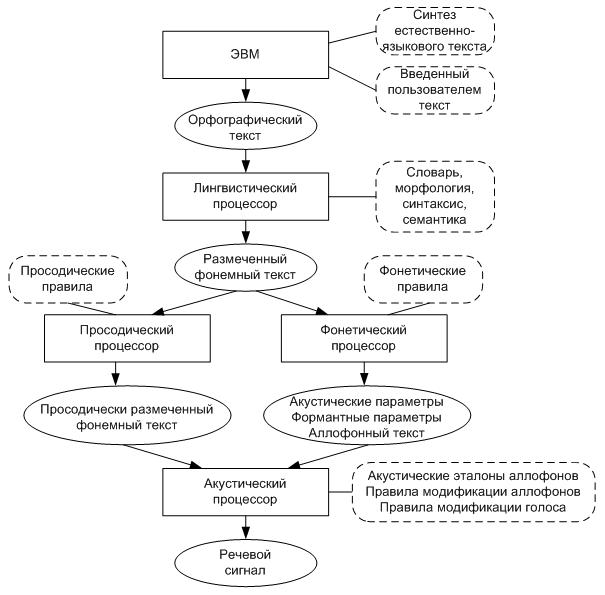 Синтез
естественно-
языкового текста
ЭВМ
Введенный
пользователем
текст
Орфографический
текст
Лингвистический
процессор
Словарь,
морфология,
синтаксис,
семантика
Размеченный
фонемный текст
Просодические
правила
Фонетические
правила
Просодический
процессор
Фонетический
процессор
Просодически размеченный
фонемный текст
Акустические параметры
Формантные параметры
Аллофонный текст
Акустический
процессор
Акустические эталоны аллофонов
Правила модификации аллофонов
Правила модификации голоса
Речевой
сигнал